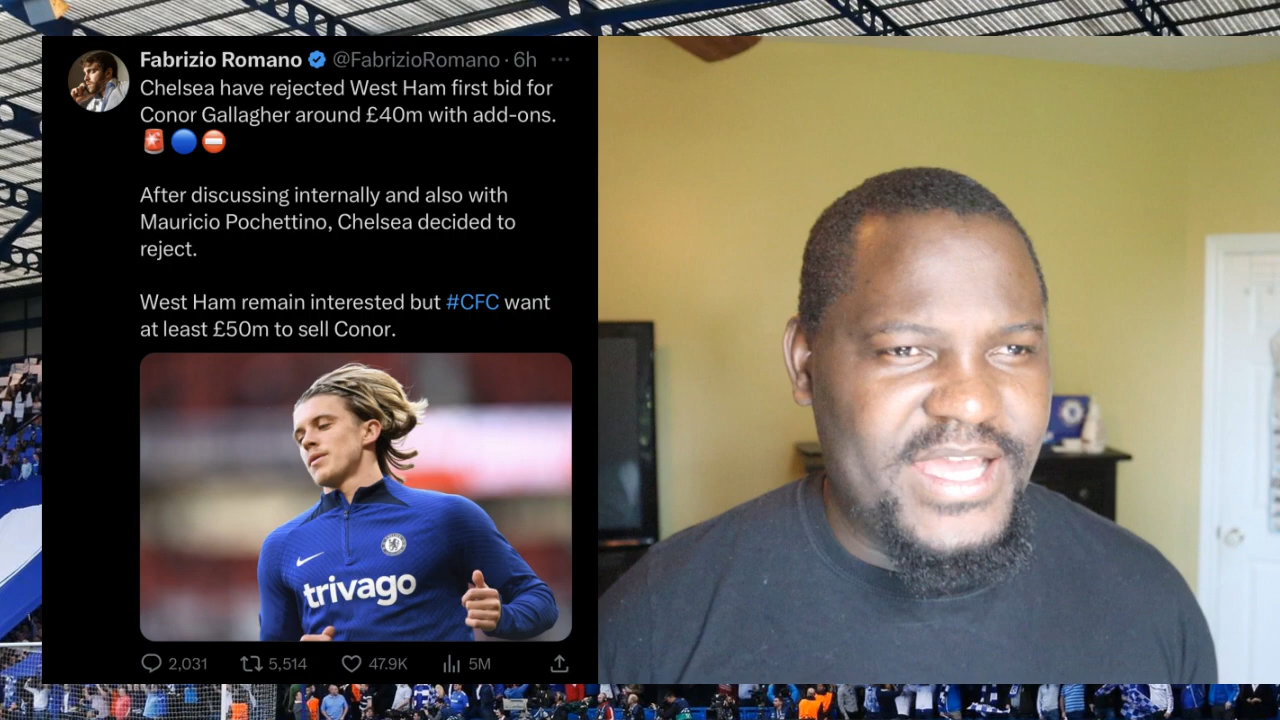 Fabrizio Romano @FabrizioRomano · 6h
Chelsea have rejected West Ham first bid for
Conor Gallagher around £40m with add-ons.
🚨🔵⛔
After discussing internally and also with
Mauricio Pochettino, Chelsea decided to
reject.
West Ham remain interested but #CFC want
at least £50m to sell Conor.
trivago
2,031 5,514 47.9K 5M